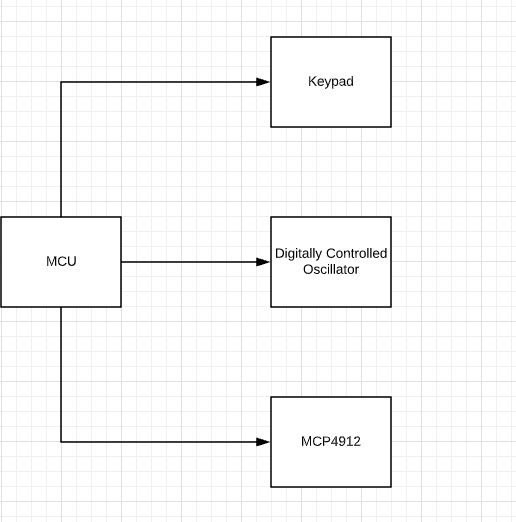 Keypad
MCU
Digitally Controlled
Oscillator
MCP4912